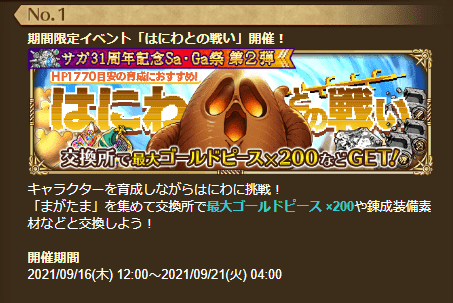 No.1
期間限定イベント「はにわとの戦い」開催！
サガ31周年記念Sa・Ga祭 第2弾
HP1770目安の育成におすすめ!
はにわとの戦い
交換所で最大ゴールドピース×200などGET!
キャラクターを育成しながらはにわに挑戦！
「まがたま」を集めて交換所で最大ゴールドピース ×200や錬成装備素
材などと交換しよう！
開催期間
2021/09/16(木) 12:00～2021/09/21(火) 04:00